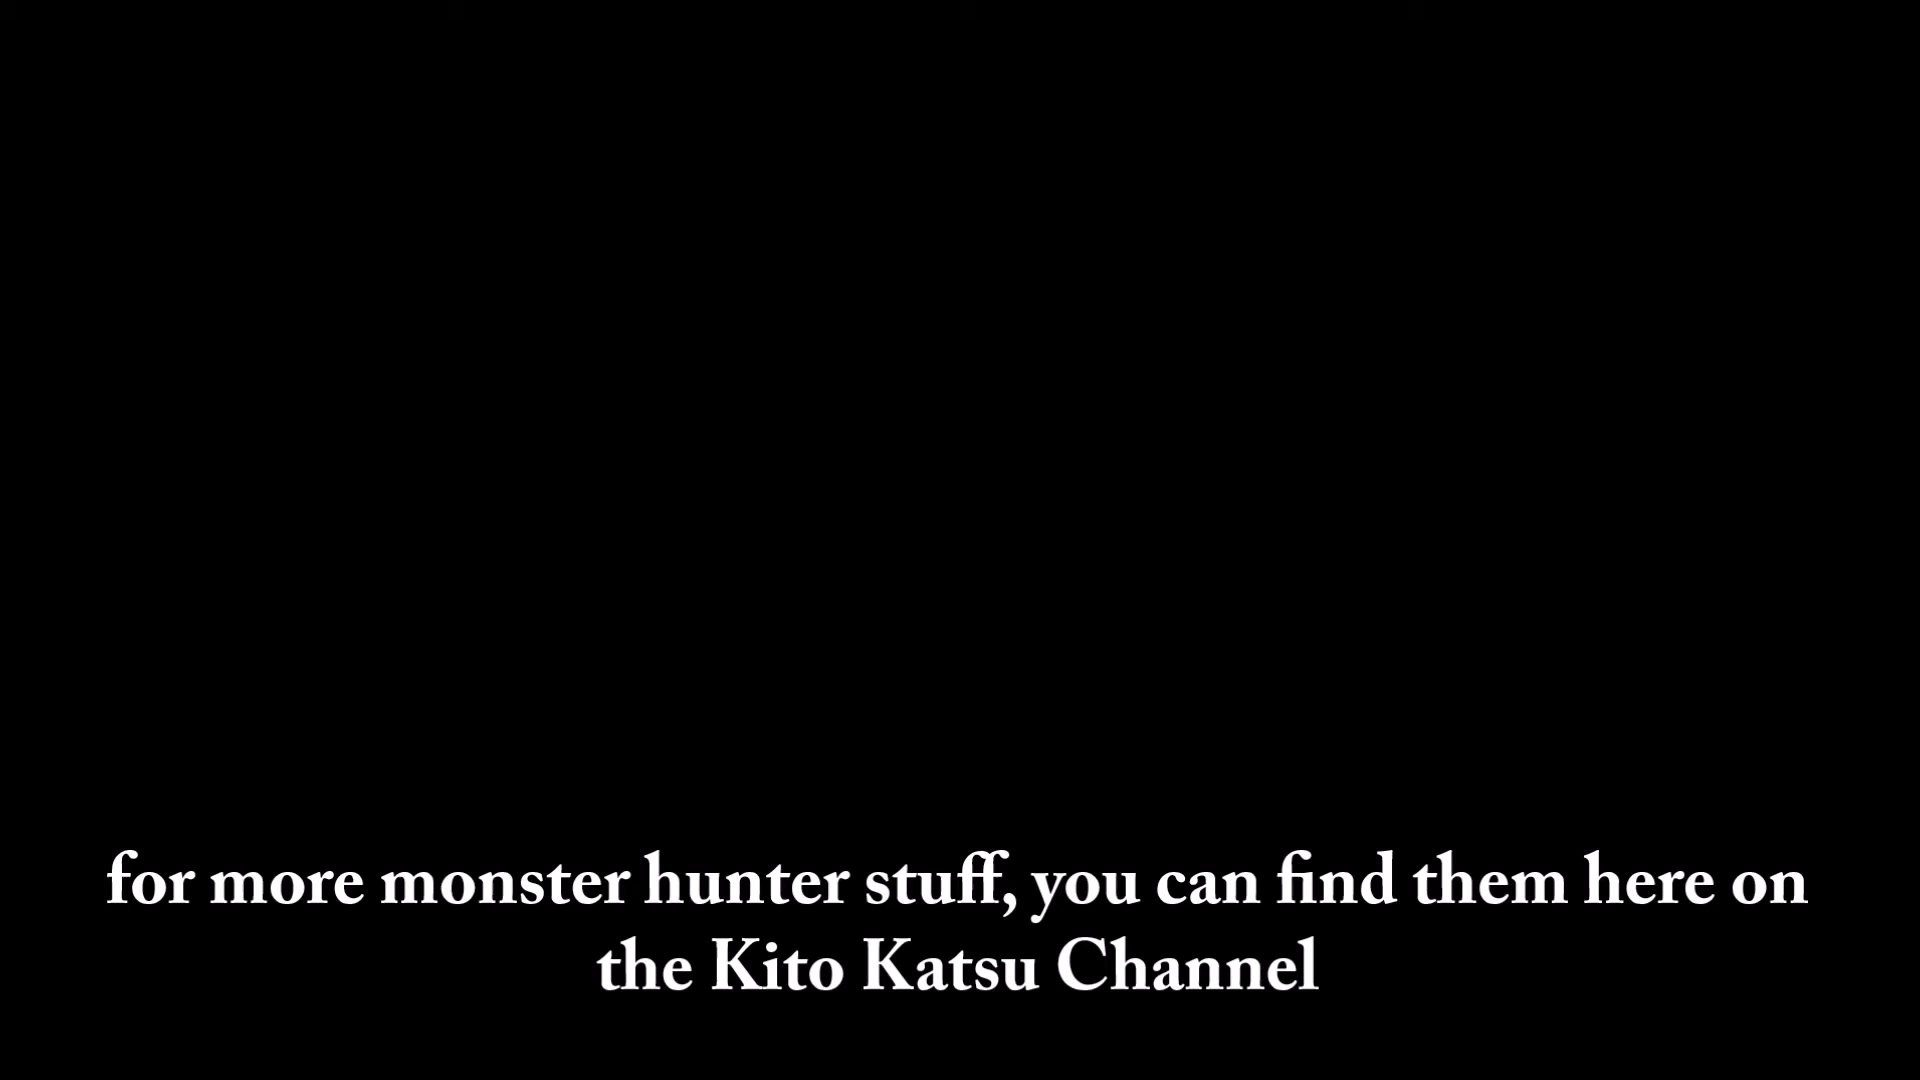 for more monster hunter stuff, you can find them here on
the Kito Katsu Channel